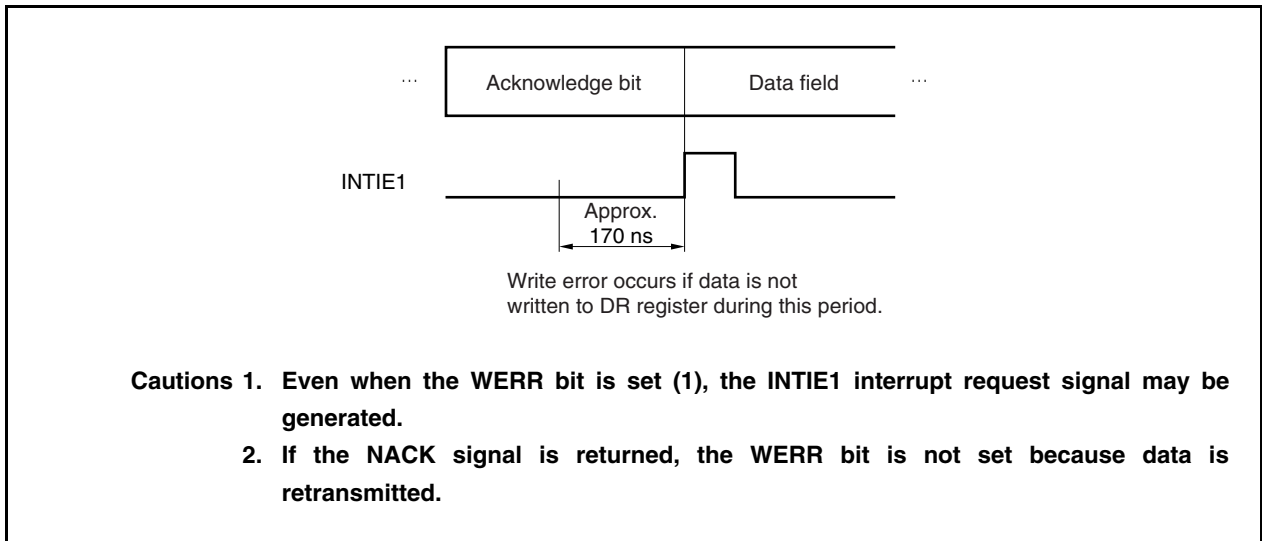 … Acknowledge bit Data field …
INTIE1
Approx.
170 ns
Write error occurs if data is not
written to DR register during this period.
Cautions 1. Even when the WERR bit is set (1), the INTIE1 interrupt request signal may be
generated.
2. If the NACK signal is returned, the WERR bit is not set because data is
retransmitted.